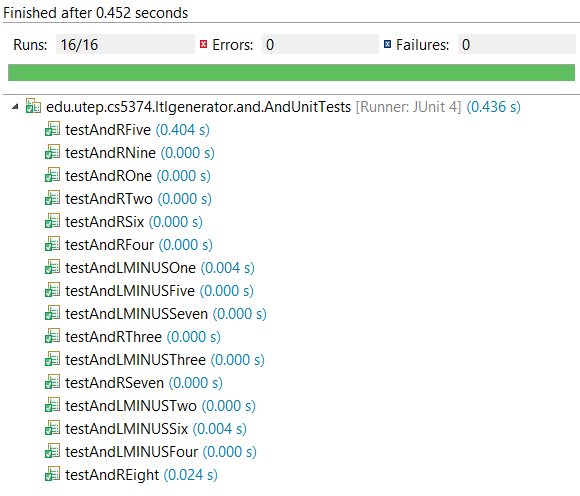 Finished after 0.452 seconds
Runs: 16/16 Errors: 0 Failures: 0
edu.utep.cs5374.ltlgenerator.and.AndUnitTests [Runner: JUnit 4] (0.436 s)
testAndRFive (0.404 s)
testAndRNine (0.000 s)
testAndROne (0.000 s)
testAndRTwo (0.000 s)
testAndRSix (0.000 s)
testAndRFour (0.000 s)
testAndLMINUSOne (0.004 s)
testAndLMINUSFive (0.000 s)
testAndLMINUSSeven (0.000 s)
testAndRThree (0.000 s)
testAndLMINUSThree (0.000 s)
testAndRSeven (0.000 s)
testAndLMINUSTwo (0.000 s)
testAndLMINUSSix (0.004 s)
testAndLMINUSFour (0.000 s)
testAndREight (0.024 s)